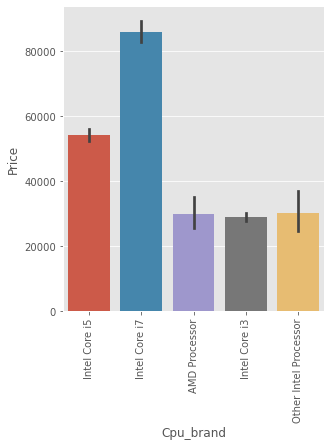 80000
60000
40000
20000
0
Price
Intel Core i5
Intel Core i7
AMD Processor
Intel Core i3
Other Intel Processor
Cpu_brand